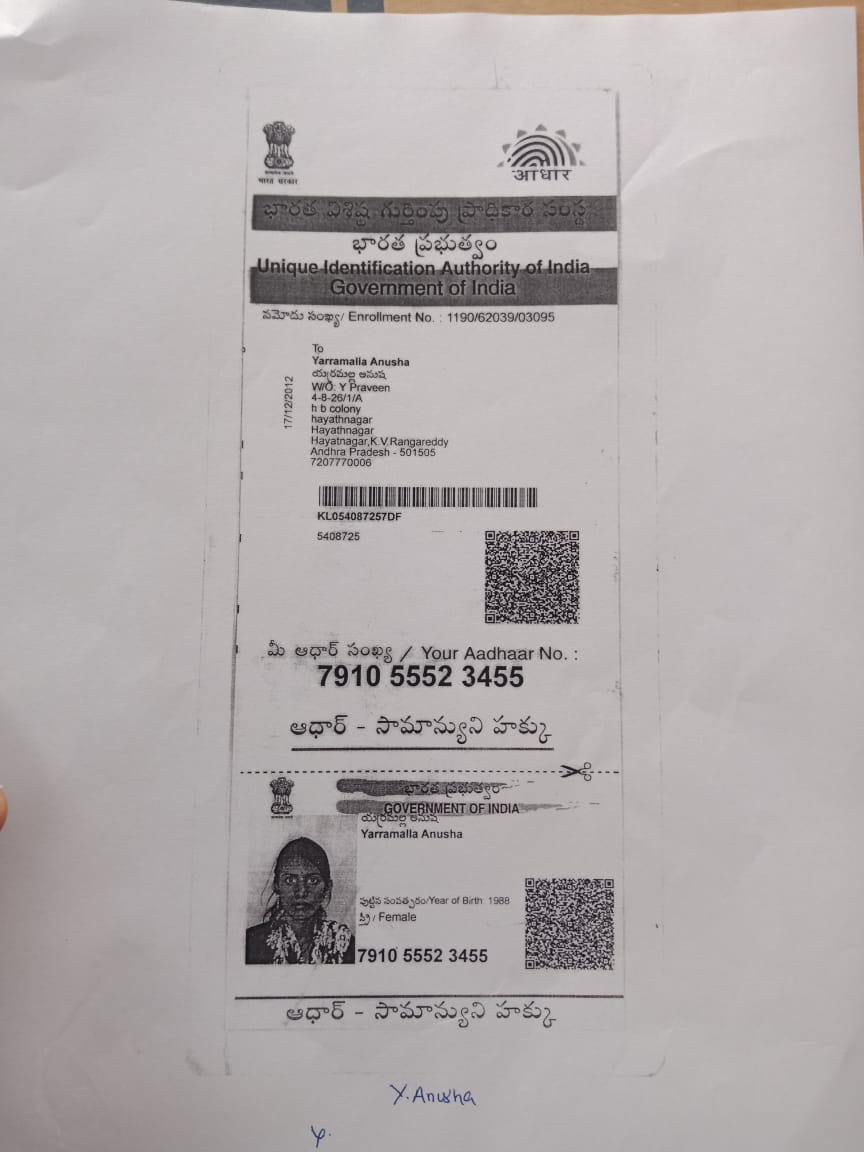 भारत सरकार
आधार
భారత విశిష్ట గుర్తింపు ప్రాధికార సంస్థ
భారత ప్రభుత్వం
Unique Identification Authority of India
Government of India
నమోదు సంఖ్య/ Enrollment No. : 1190/62039/03095
To
Yarramalla Anusha
యర్రమల్ల అనుష
W/O: Y Praveen
4-8-26/1/A
h b colony
hayathnagar
Hayathnagar
Hayatnagar,K.V.Rangareddy
Andhra Pradesh - 501505
7207770006
17/12/2012
KL054087257DF
5408725
మీ ఆధార్ సంఖ్య / Your Aadhaar No. :
7910 5552 3455
ఆధార్ - సామాన్యుని హక్కు
భారత ప్రభుత్వం
GOVERNMENT OF INDIA
యర్రమల్ల అనుష
Yarramalla Anusha
పుట్టిన సంవత్సరం/Year of Birth: 1988
స్త్రీ / Female
7910 5552 3455
ఆధార్ - సామాన్యుని హక్కు
Y.Anusha
Y.